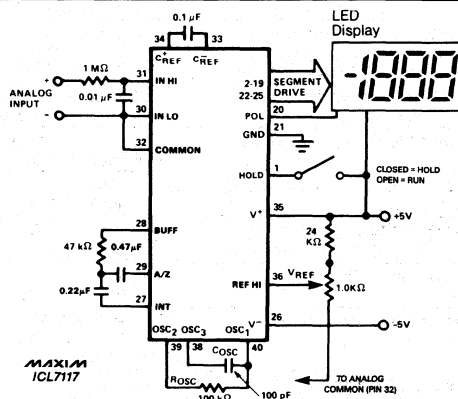 LED
Display
0.1 µF
34 33
C+REF C−REF
1 MΩ
31 IN HI
+
ANALOG
INPUT
0.01 µF
−
30 IN LO
32 COMMON
2-19 SEGMENT
22-25 DRIVE
20
POL
21
GND
-1888
1
HOLD
CLOSED = HOLD
OPEN = RUN
35
V+
+5V
24
KΩ
28 BUFF
47 kΩ
0.47µF
29 A/Z
0.22µF
27 INT
36
REF HI
VREF
1.0KΩ
26
V−
-5V
OSC2 OSC3 OSC1
39 38 40
COSC
ROSC
100 kΩ
100 pF
TO ANALOG
COMMON (PIN 32)
MAXIM
ICL7117